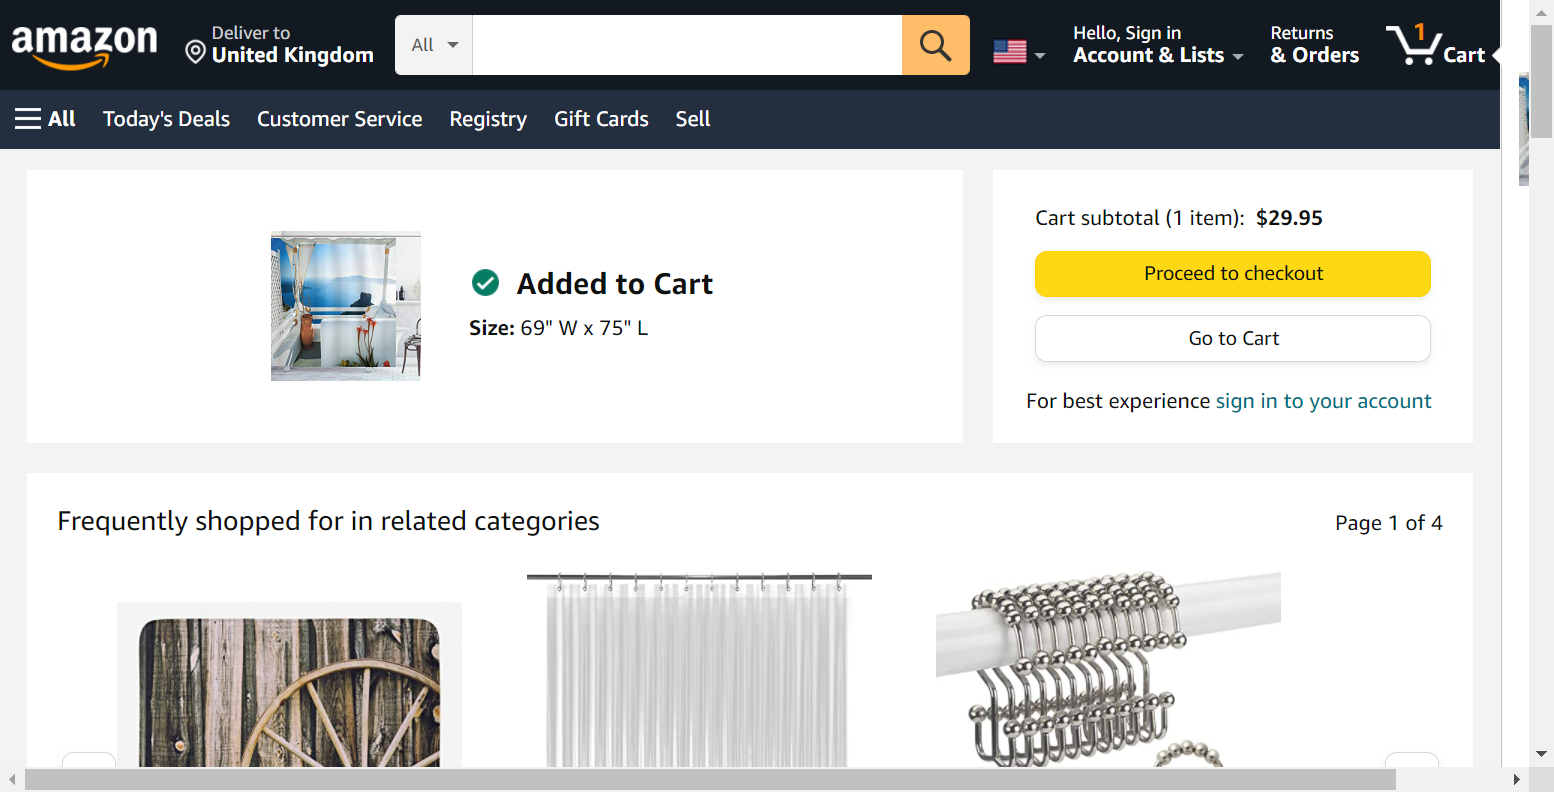 amazon
Deliver to
United Kingdom
All
Hello, Sign in
Account & Lists
Returns
& Orders
1
Cart
All
Today's Deals
Customer Service
Registry
Gift Cards
Sell
Added to Cart
Size: 69" W x 75" L
Cart subtotal (1 item): $29.95
Proceed to checkout
Go to Cart
For best experience sign in to your account
Frequently shopped for in related categories
Page 1 of 4